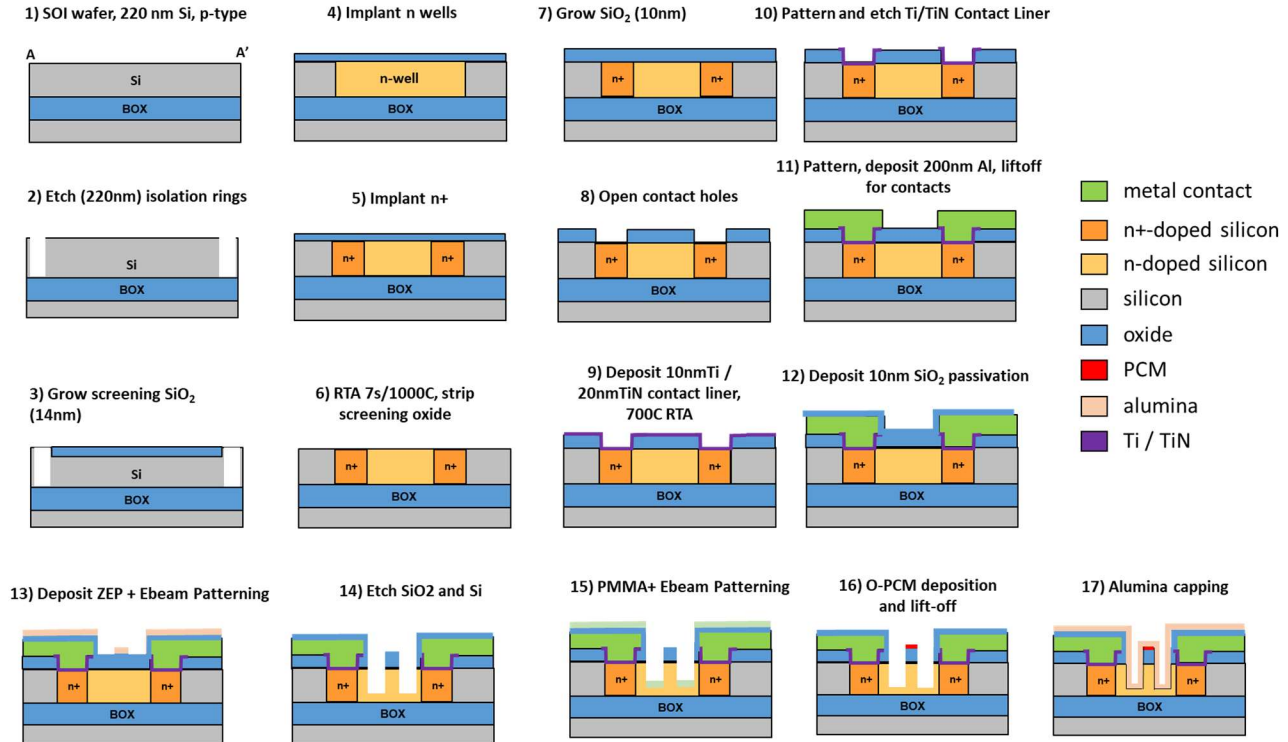 1) SOI wafer, 220 nm Si, p-type
A
A’
Si
BOX
4) Implant n wells
n-well
BOX
7) Grow SiO₂ (10nm)
n+
n+
BOX
10) Pattern and etch Ti/TiN Contact Liner
n+
n+
BOX
2) Etch (220nm) isolation rings
Si
BOX
5) Implant n+
n+
n+
BOX
8) Open contact holes
n+
n+
BOX
11) Pattern, deposit 200nm Al, liftoff
for contacts
n+
n+
BOX
3) Grow screening SiO₂
(14nm)
Si
BOX
6) RTA 7s/1000C, strip
screening oxide
n+
n+
BOX
9) Deposit 10nmTi /
20nmTiN contact liner,
700C RTA
n+
n+
BOX
12) Deposit 10nm SiO₂ passivation
n+
n+
BOX
metal contact
n+-doped silicon
n-doped silicon
silicon
oxide
PCM
alumina
Ti / TiN
13) Deposit ZEP + Ebeam Patterning
n+
n+
BOX
14) Etch SiO2 and Si
n+
n+
BOX
15) PMMA+ Ebeam Patterning
n+
n+
BOX
16) O-PCM deposition
and lift-off
n+
n+
BOX
17) Alumina capping
n+
n+
BOX